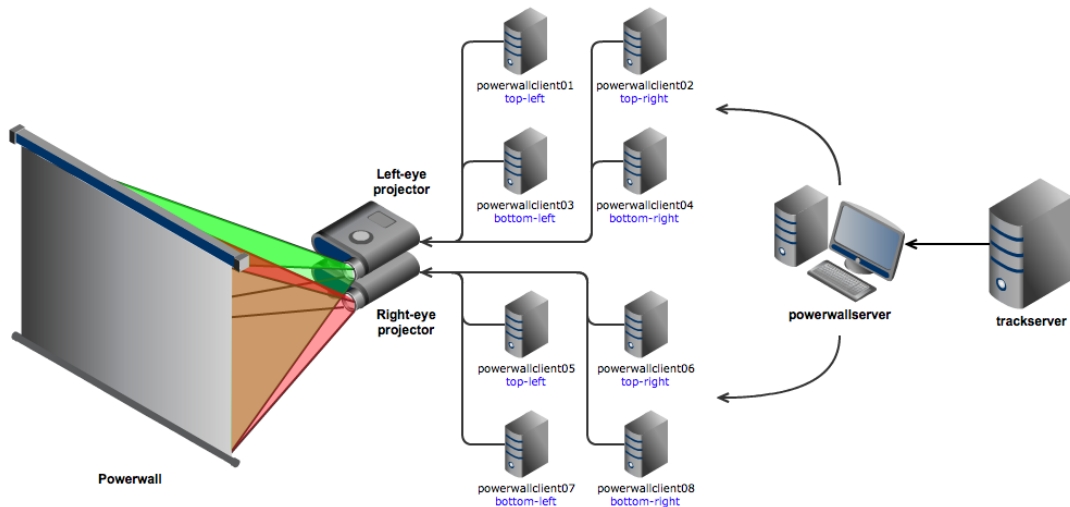 powerwallclient01
top-left
powerwallclient02
top-right
Left-eye
projector
powerwallclient03
bottom-left
powerwallclient04
bottom-right
Right-eye
projector
powerwallserver
trackserver
powerwallclient05
top-left
powerwallclient06
top-right
Powerwall
powerwallclient07
bottom-left
powerwallclient08
bottom-right